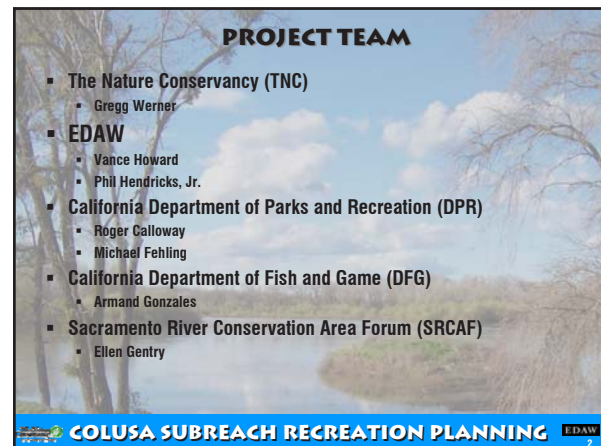 PROJECT TEAM
▪ The Nature Conservancy (TNC)
▪ Gregg Werner
▪ EDAW
▪ Vance Howard
▪ Phil Hendricks, Jr.
▪ California Department of Parks and Recreation (DPR)
▪ Roger Calloway
▪ Michael Fehling
▪ California Department of Fish and Game (DFG)
▪ Armand Gonzales
▪ Sacramento River Conservation Area Forum (SRCAF)
▪ Ellen Gentry
COLUSA SUBREACH RECREATION PLANNING EDAW
2